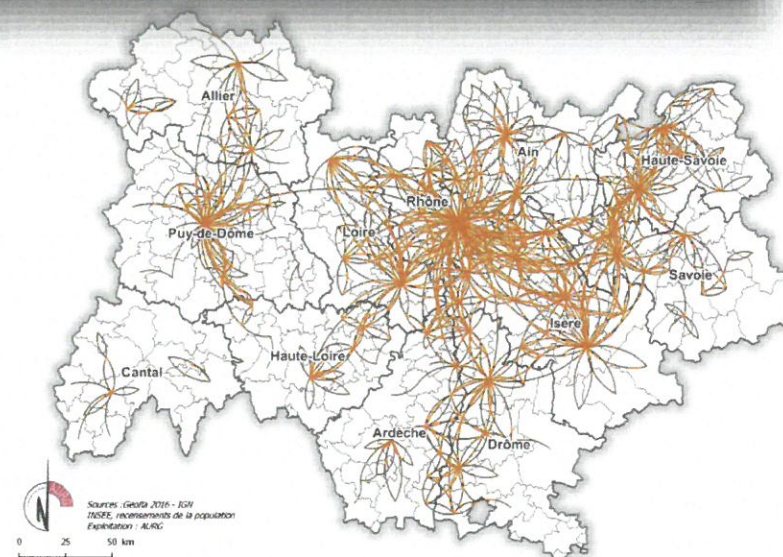 Allier
Ain
Haute-Savoie
Rhône
Puy-de-Dôme
Loire
Savoie
Isère
Haute-Loire
Cantal
Ardèche
Drôme
N
Sources : Géofla 2016 - IGN
INSEE, recensements de la population
Exploitation : AURG
0 25 50 km